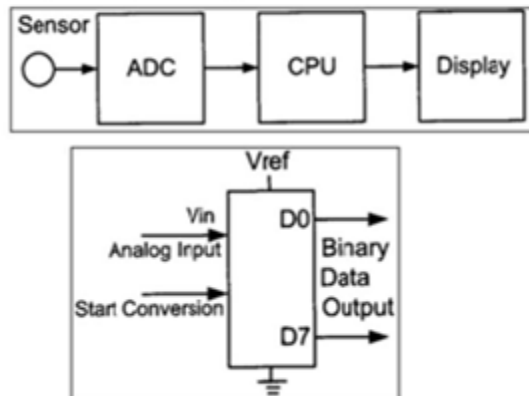 Sensor
ADC
CPU
Display
Vref
Vin
Analog Input
Start Conversion
D0
Binary
Data
Output
D7